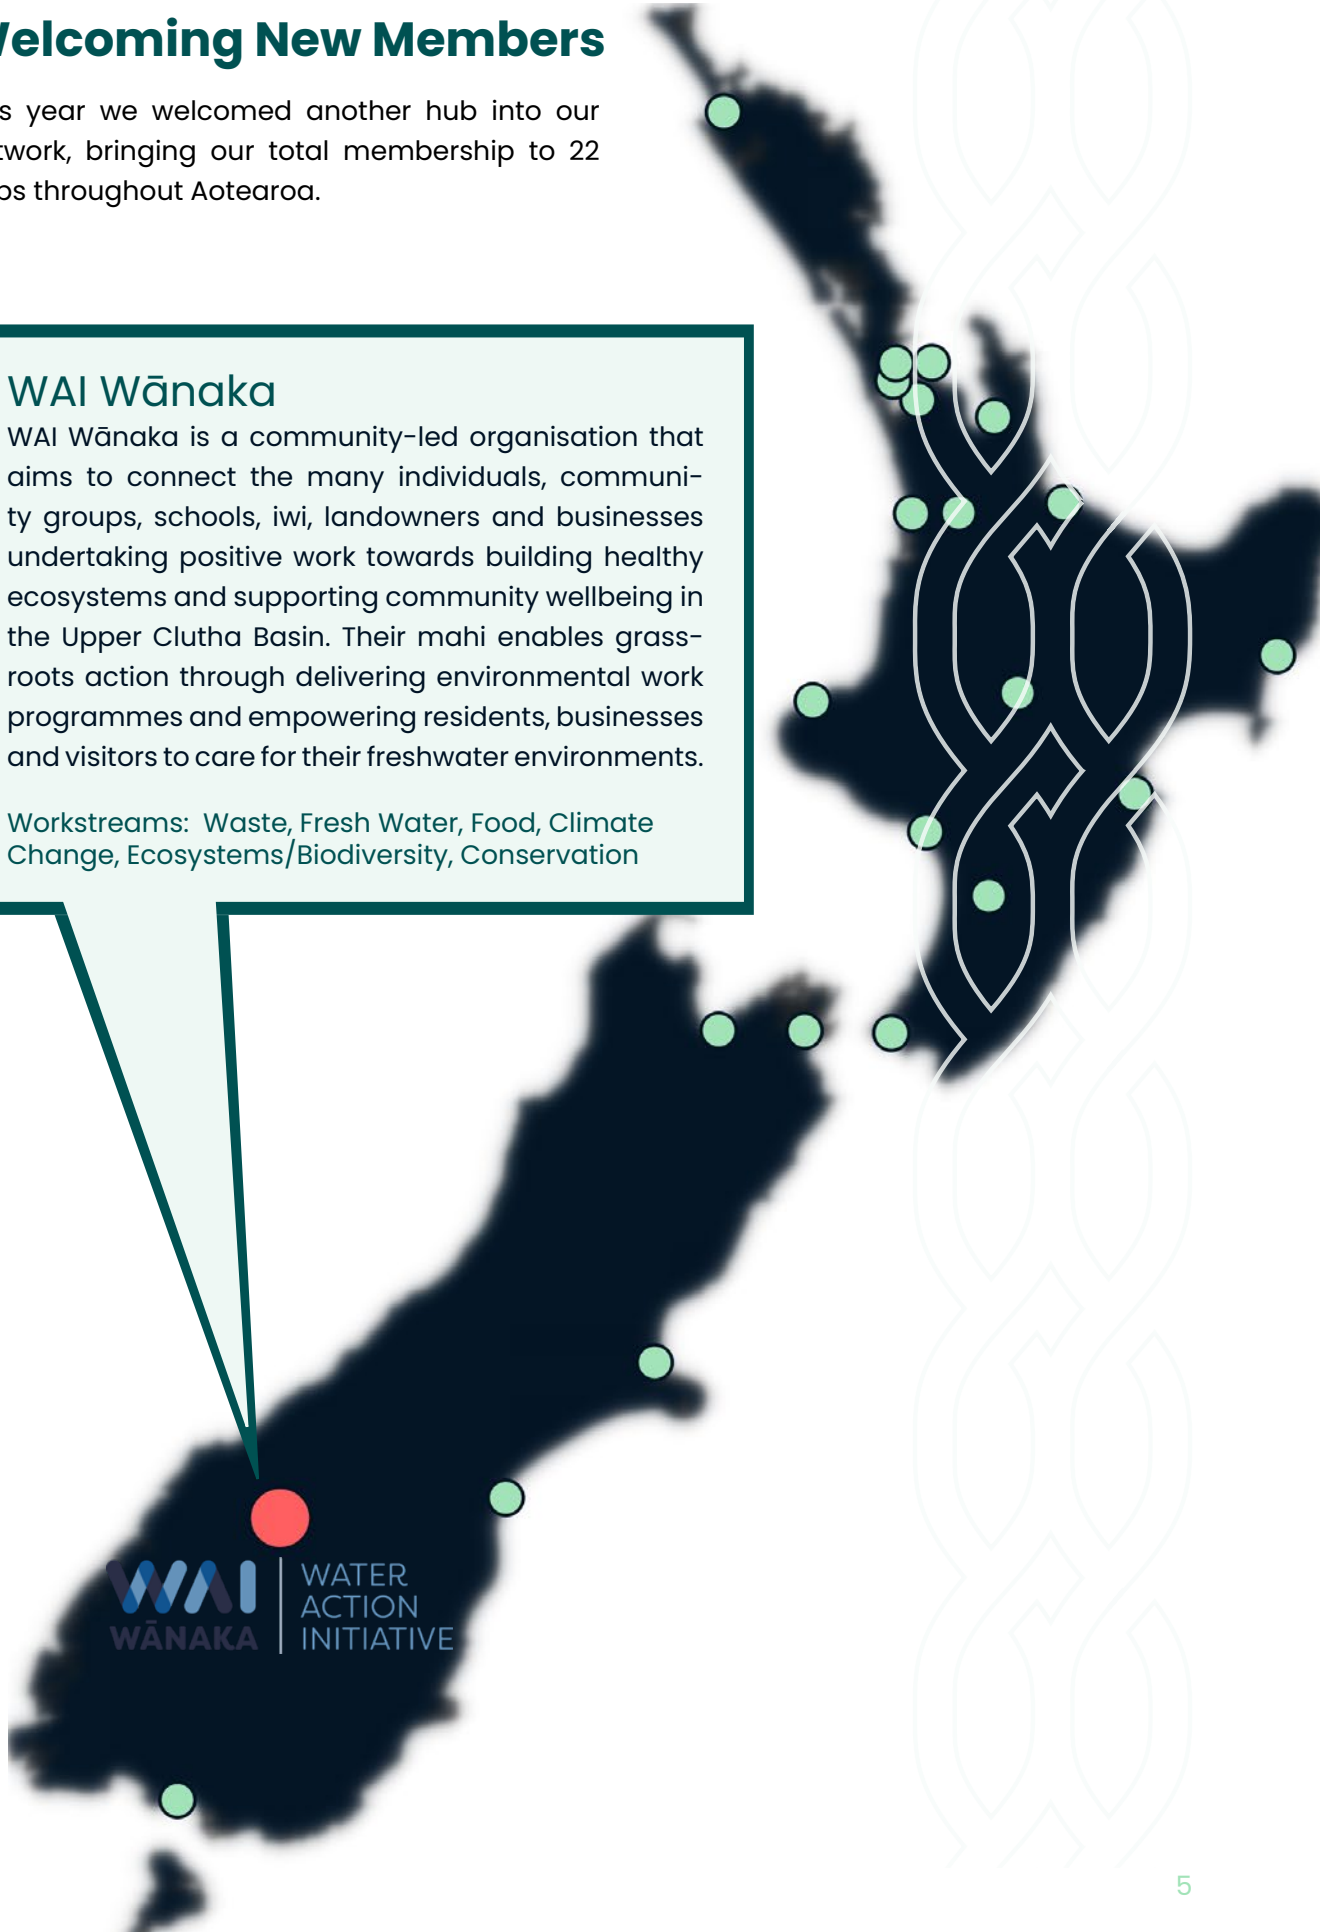 Welcoming New Members
s year we welcomed another hub into our
twork, bringing our total membership to 22
bs throughout Aotearoa.
WAI Wānaka
WAI Wānaka is a community-led organisation that
aims to connect the many individuals, communi-
ty groups, schools, iwi, landowners and businesses
undertaking positive work towards building healthy
ecosystems and supporting community wellbeing in
the Upper Clutha Basin. Their mahi enables grass-
roots action through delivering environmental work
programmes and empowering residents, businesses
and visitors to care for their freshwater environments.
Workstreams: Waste, Fresh Water, Food, Climate
Change, Ecosystems/Biodiversity, Conservation
WAI
WĀNAKA
WATER
ACTION
INITIATIVE
5